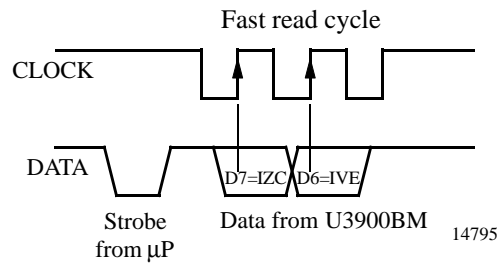 Fast read cycle
CLOCK
DATA
D7=IZC D6=IVE
Strobe
from μP
Data from U3900BM
14795